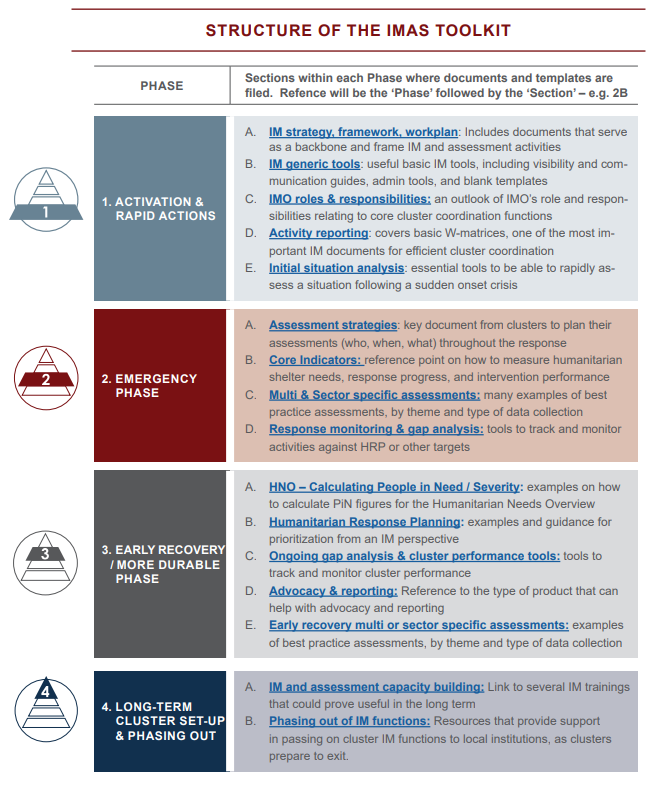 STRUCTURE OF THE IMAS TOOLKIT
PHASE
Sections within each Phase where documents and templates are
filed. Refence will be the ‘Phase’ followed by the ‘Section’ – e.g. 2B
1
1. ACTIVATION &
RAPID ACTIONS
A. IM strategy, framework, workplan: Includes documents that serve
as a backbone and frame IM and assessment activities
B. IM generic tools: useful basic IM tools, including visibility and com-
munication guides, admin tools, and blank templates
C. IMO roles & responsibilities: an outlook of IMO’s role and respon-
sibilities relating to core cluster coordination functions
D. Activity reporting: covers basic W-matrices, one of the most im-
portant IM documents for efficient cluster coordination
E. Initial situation analysis: essential tools to be able to rapidly as-
sess a situation following a sudden onset crisis
2
2. EMERGENCY
PHASE
A. Assessment strategies: key document from clusters to plan their
assessments (who, when, what) throughout the response
B. Core Indicators: reference point on how to measure humanitarian
shelter needs, response progress, and intervention performance
C. Multi & Sector specific assessments: many examples of best
practice assessments, by theme and type of data collection
D. Response monitoring & gap analysis: tools to track and monitor
activities against HRP or other targets
3
3. EARLY RECOVERY
/ MORE DURABLE
PHASE
A. HNO – Calculating People in Need / Severity: examples on how
to calculate PiN figures for the Humanitarian Needs Overview
B. Humanitarian Response Planning: examples and guidance for
prioritization from an IM perspective
C. Ongoing gap analysis & cluster performance tools: tools to
track and monitor cluster performance
D. Advocacy & reporting: Reference to the type of product that can
help with advocacy and reporting
E. Early recovery multi or sector specific assessments: examples
of best practice assessments, by theme and type of data collection
4
4. LONG-TERM
CLUSTER SET-UP
& PHASING OUT
A. IM and assessment capacity building: Link to several IM trainings
that could prove useful in the long term
B. Phasing out of IM functions: Resources that provide support
in passing on cluster IM functions to local institutions, as clusters
prepare to exit.